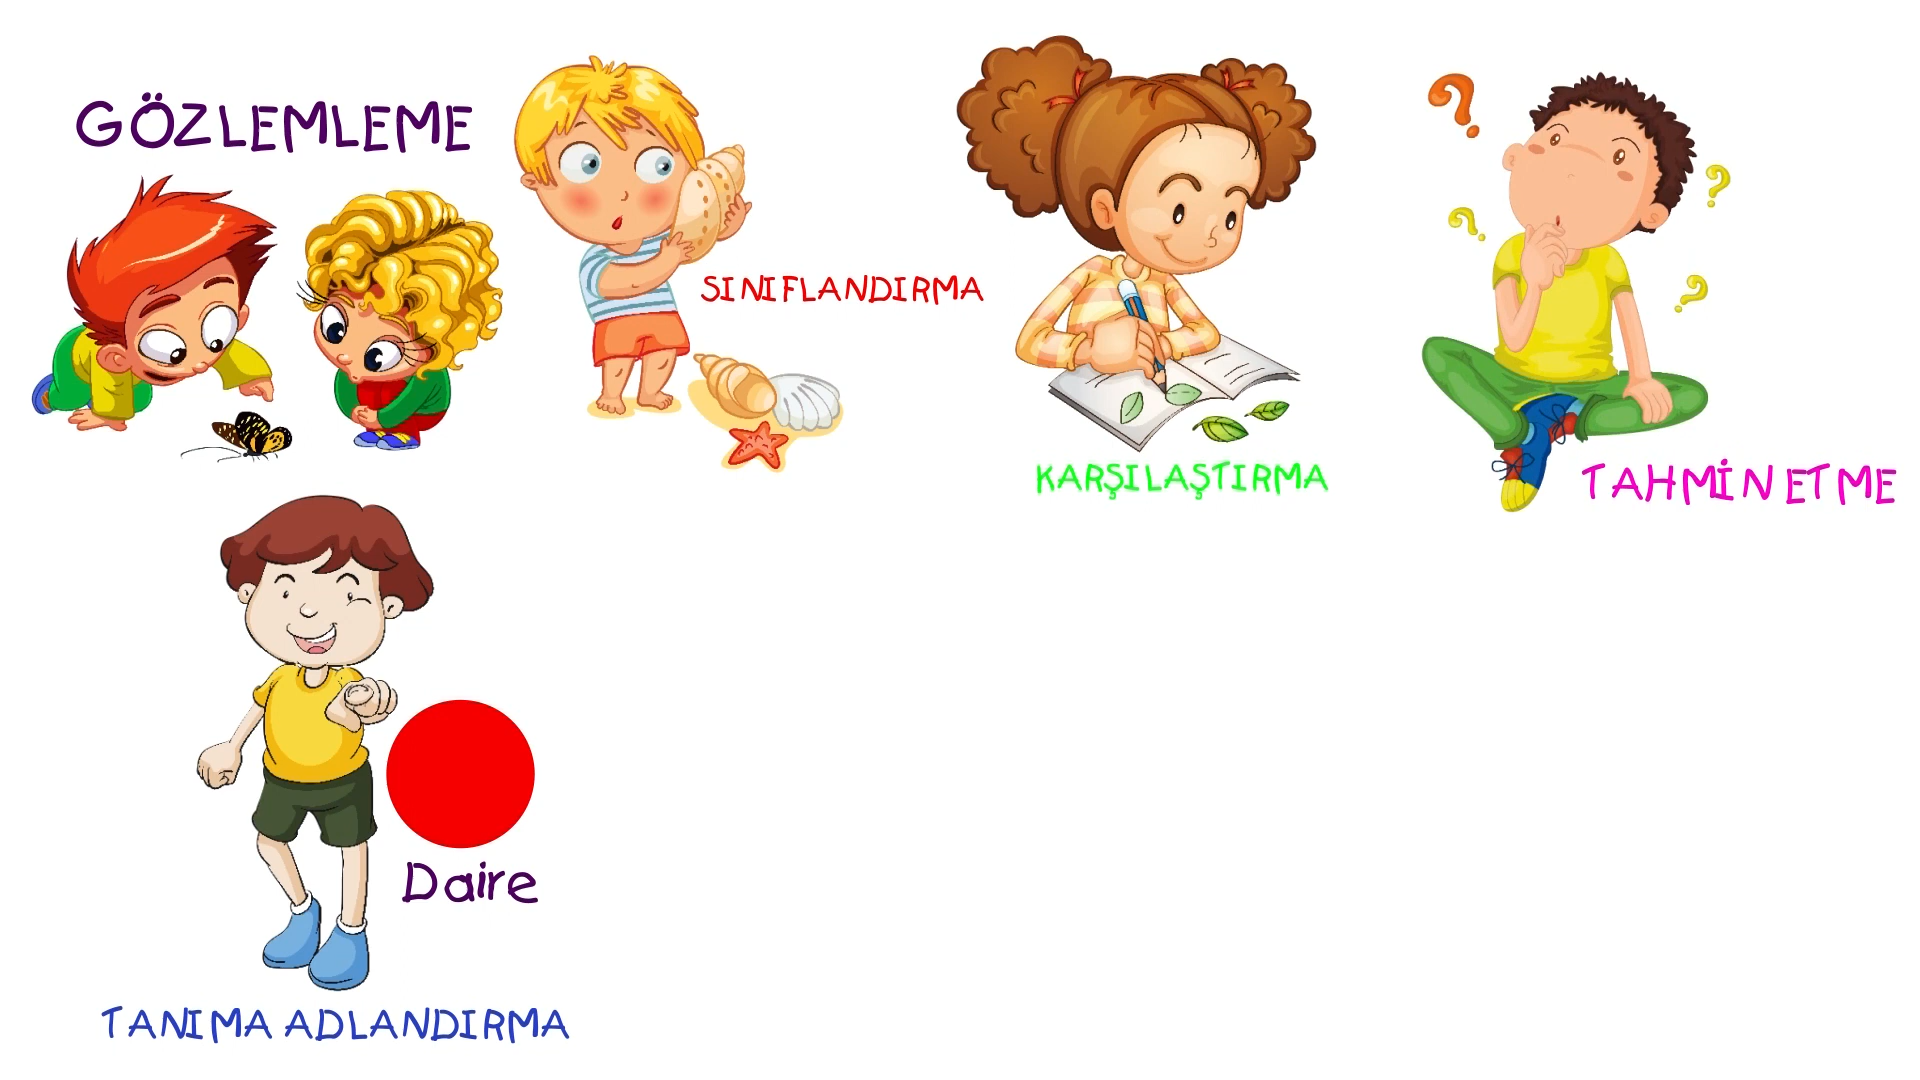 GÖZLEMLEME
SINIFLANDIRMA
KARŞILAŞTIRMA
TAHMİN ETME
Daire
TANIMA ADLANDIRMA